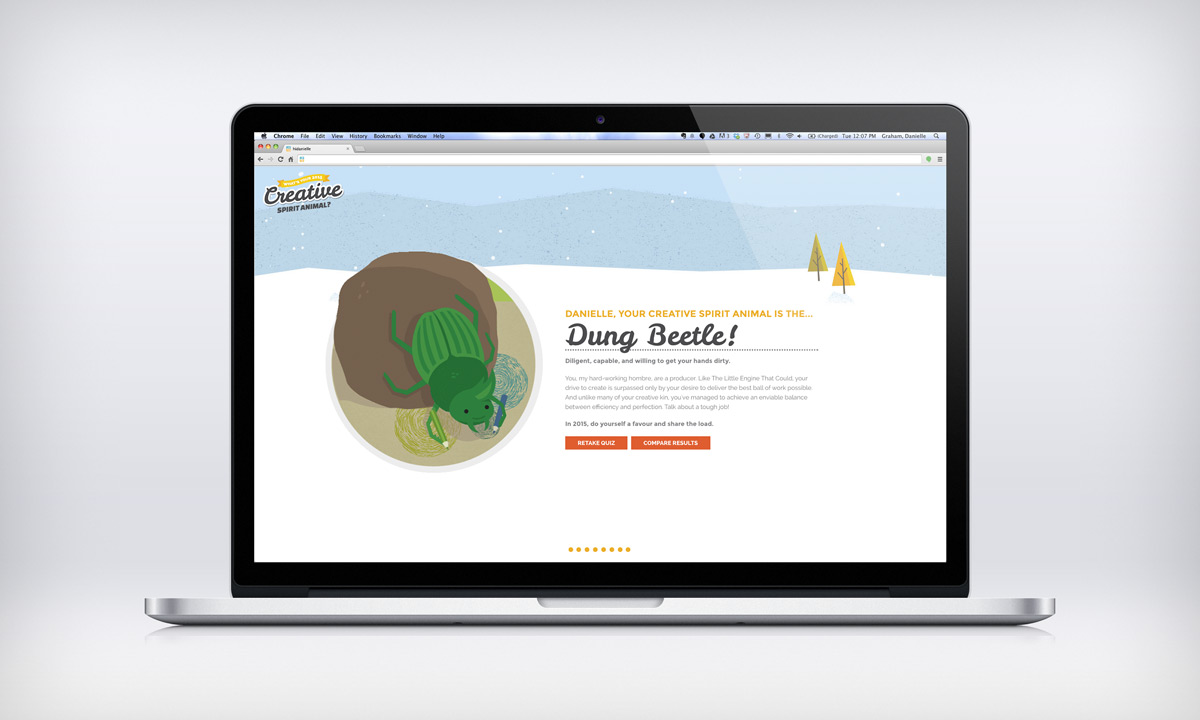 Chrome File Edit View History Bookmarks Window Help (Charged) Tue 12:07 PM Graham, Danielle
Creative
SPIRIT ANIMAL?
DANIELLE, YOUR CREATIVE SPIRIT ANIMAL IS THE...
Dung Beetle!
Diligent, capable, and willing to get your hands dirty.
You, my hard-working hombre, are a producer. Like The Little Engine That Could, your
drive to create is surpassed only by your desire to deliver the best ball of work possible.
And unlike many of your creative kin, you've managed to achieve an enviable balance
between efficiency and perfection. Talk about a tough job!
In 2015, do yourself a favour and share the load.
RETAKE QUIZ COMPARE RESULTS